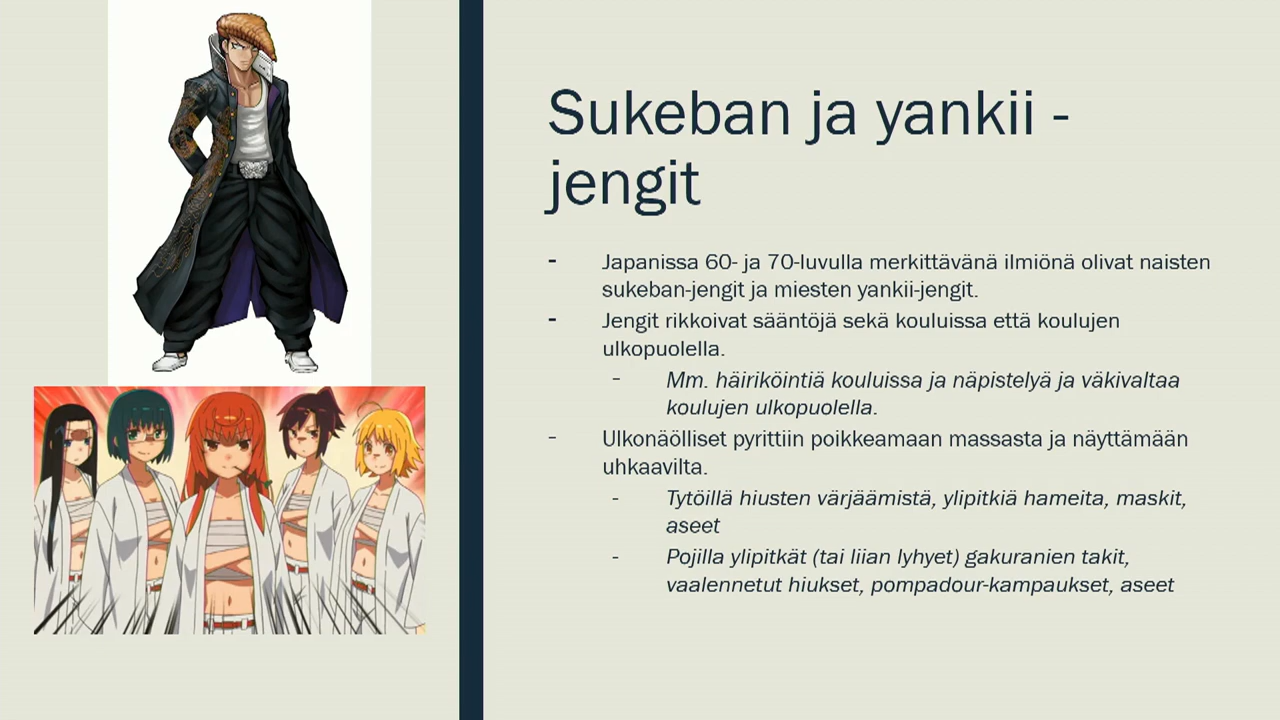 Sukeban ja yankii -
jengit
- Japanissa 60- ja 70-luvulla merkittävänä ilmiönä olivat naisten
sukeban-jengit ja miesten yankii-jengit.
- Jengit rikkoivat sääntöjä sekä kouluissa että koulujen
ulkopuolella.
- Mm. häiriköintiä kouluissa ja näpistelyä ja väkivaltaa
koulujen ulkopuolella.
- Ulkonäölliset pyrittiin poikkeamaan massasta ja näyttämään
uhkaavilta.
- Tytöillä hiusten värjäämistä, ylipitkiä hameita, maskit,
aseet
- Pojilla ylipitkät (tai liian lyhyet) gakuranien takit,
vaalennetut hiukset, pompadour-kampaukset, aseet